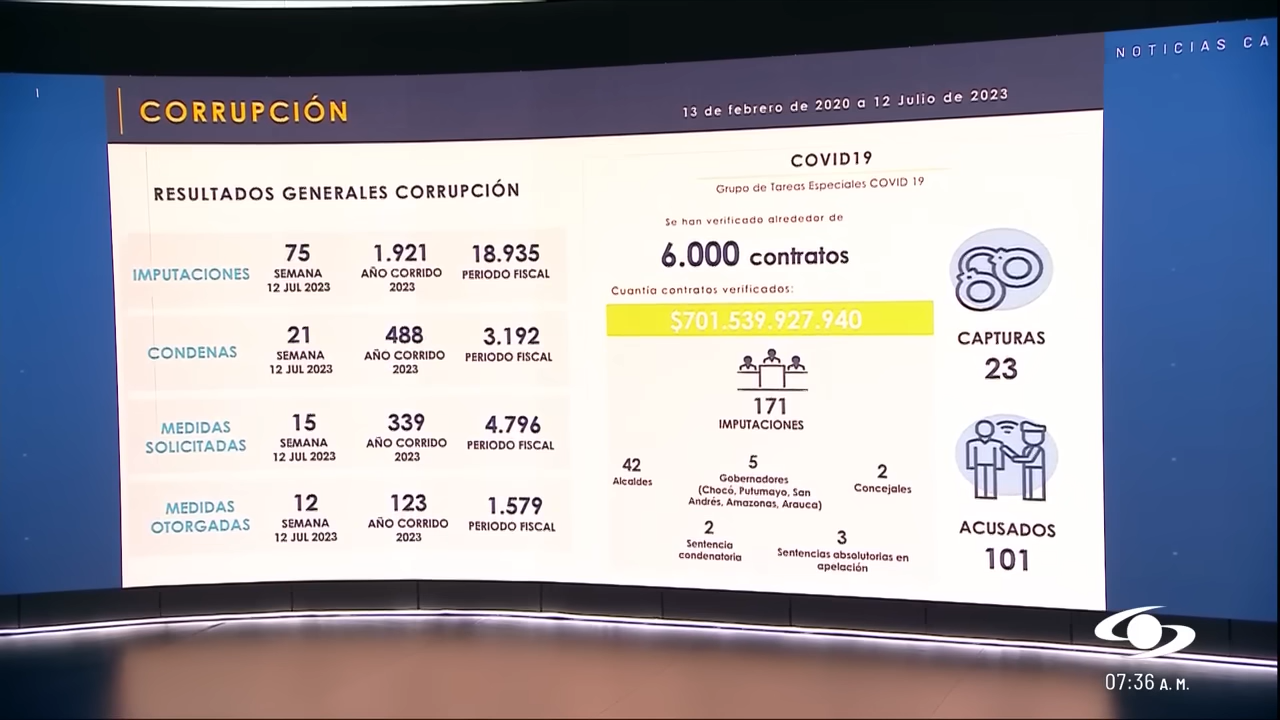 NOTICIAS CA
CORRUPCIÓN
13 de febrero de 2020 a 12 Julio de 2023
RESULTADOS GENERALES CORRUPCIÓN
IMPUTACIONES
75
SEMANA
12 JUL 2023
1.921
AÑO CORRIDO
2023
18.935
PERIODO FISCAL
CONDENAS
21
SEMANA
12 JUL 2023
488
AÑO CORRIDO
2023
3.192
PERIODO FISCAL
MEDIDAS
SOLICITADAS
15
SEMANA
12 JUL 2023
339
AÑO CORRIDO
2023
4.796
PERIODO FISCAL
MEDIDAS
OTORGADAS
12
SEMANA
12 JUL 2023
123
AÑO CORRIDO
2023
1.579
PERIODO FISCAL
COVID19
Grupo de Tareas Especiales COVID 19
Se han verificado alrededor de
6.000 contratos
Cuantía contratos verificados:
$701.539.927.940
171
IMPUTACIONES
42
Alcaldes
5
Gobernadores
(Chocó, Putumayo, San
Andrés, Amazonas, Arauca)
2
Concejales
2
Sentencia
condenatoria
3
Sentencias absolutorias en
apelación
CAPTURAS
23
ACUSADOS
101
07:36 A.M.